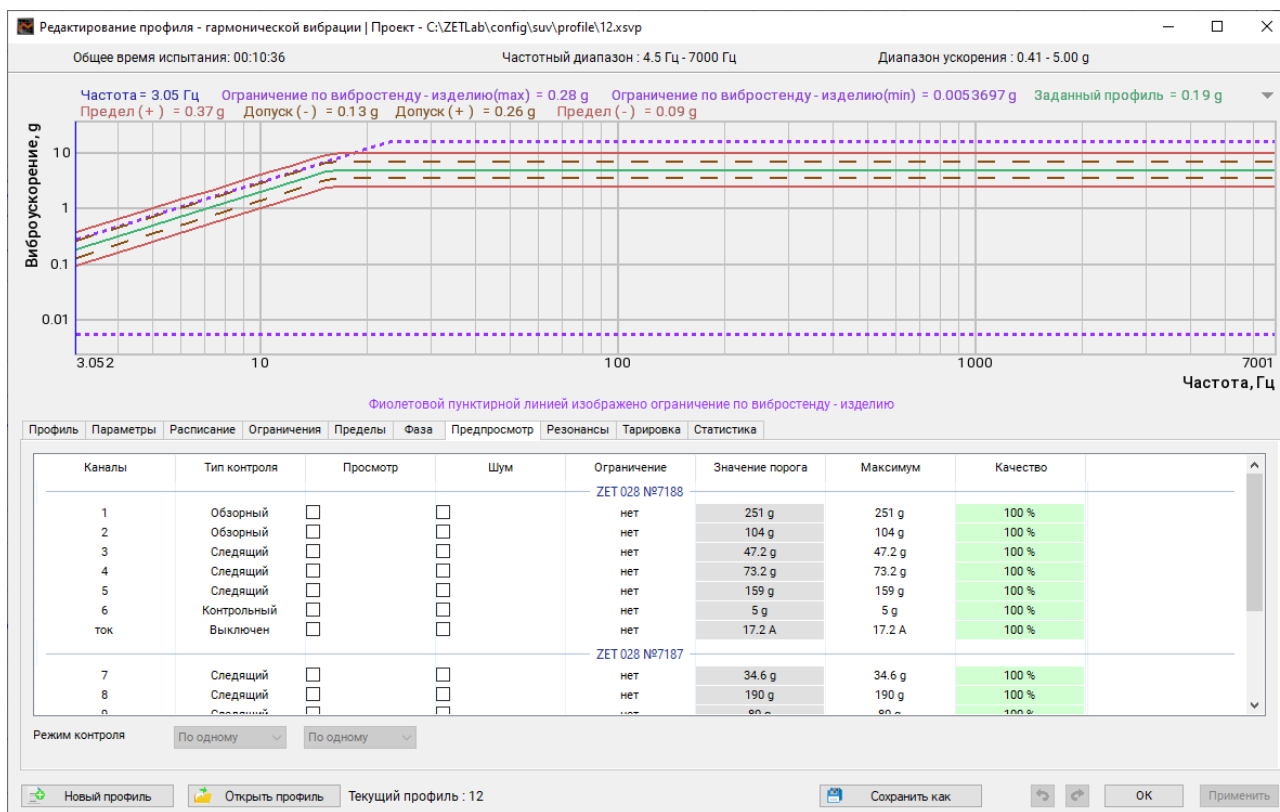 Редактирование профиля - гармонической вибрации | Проект - C:\ZETLab\config\suv\profile\12.xsvp
Общее время испытания: 00:10:36 Частотный диапазон : 4.5 Гц - 7000 Гц Диапазон ускорения : 0.41 - 5.00 g
Частота = 3.05 Гц Ограничение по вибростенду - изделию(max) = 0.28 g Ограничение по вибростенду - изделию(min) = 0.0053697 g Заданный профиль = 0.19 g
Предел (+) = 0.37 g Допуск (-) = 0.13 g Допуск (+) = 0.26 g Предел (-) = 0.09 g
Виброускорение, g
10
1
0.1
0.01
3.052 10 100 1000 7001
Частота, Гц
Фиолетовой пунктирной линией изображено ограничение по вибростенду - изделию
Профиль Параметры Расписание Ограничения Пределы Фаза Предпросмотр Резонансы Тарировка Статистика
Каналы Тип контроля Просмотр Шум Ограничение Значение порога Максимум Качество
ZET 028 №7188
1 Обзорный нет 251 g 251 g 100 %
2 Обзорный нет 104 g 104 g 100 %
3 Следящий нет 47.2 g 47.2 g 100 %
4 Следящий нет 73.2 g 73.2 g 100 %
5 Следящий нет 159 g 159 g 100 %
6 Контрольный нет 5 g 5 g 100 %
ток Выключен нет 17.2 A 17.2 A 100 %
ZET 028 №7187
7 Следящий нет 34.6 g 34.6 g 100 %
8 Следящий нет 190 g 190 g 100 %
9 Следящий нет 80 g 80 g 100 %
Режим контроля По одному По одному
Новый профиль Открыть профиль Текущий профиль : 12 Сохранить как ОК Применить